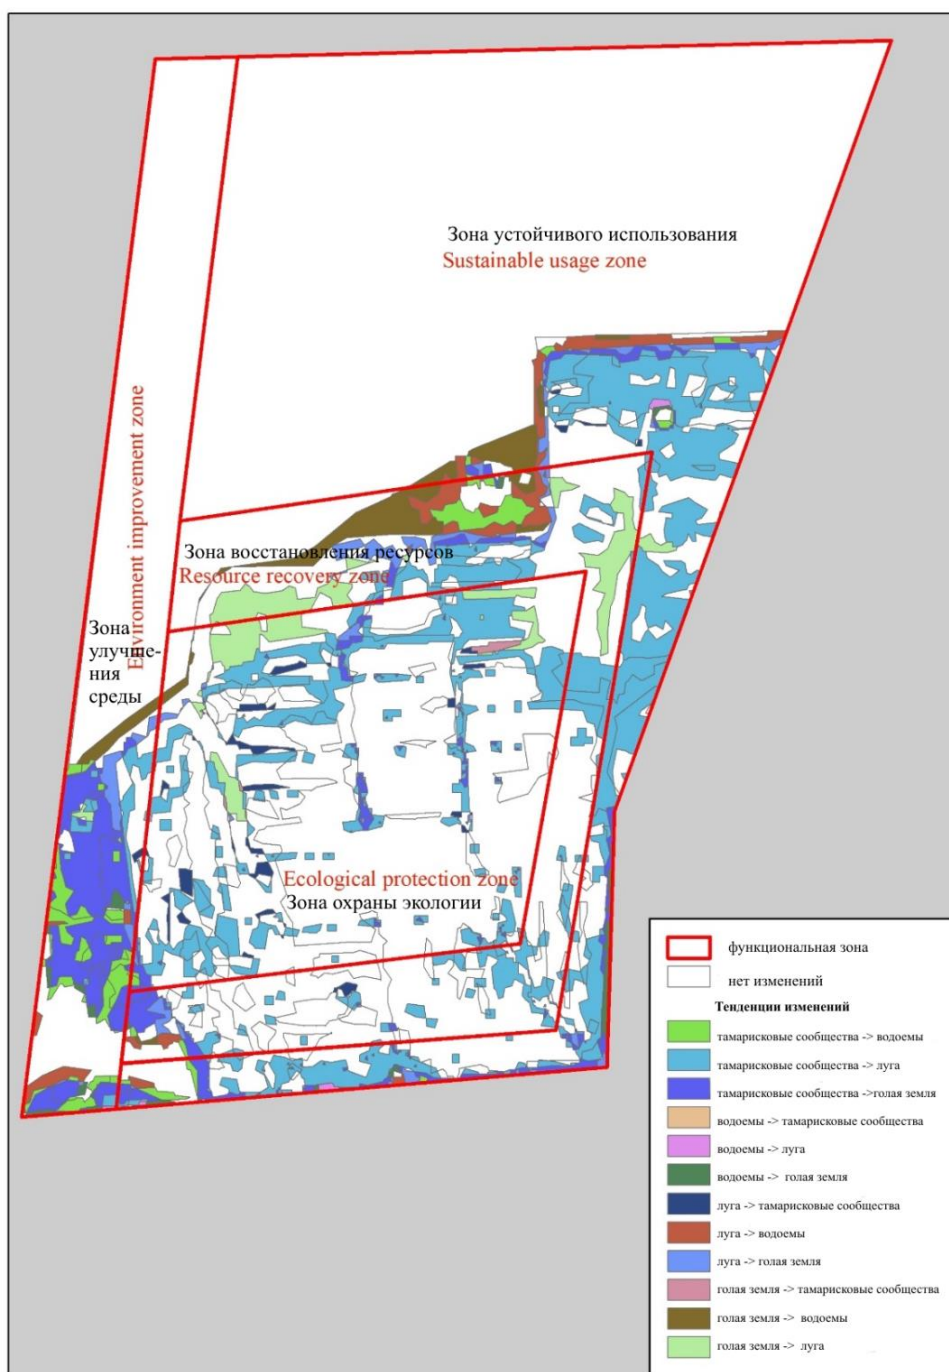 Зона устойчивого использования
Sustainable usage zone
Environment improvement zone
Зона восстановления ресурсов
Resource recovery zone
Зона
улучше-
ния
среды
Ecological protection zone
Зона охраны экологии
функциональная зона
нет изменений
Тенденции изменений
тамарисковые сообщества -> водоемы
тамарисковые сообщества -> луга
тамарисковые сообщества ->голая земля
водоемы -> тамарисковые сообщества
водоемы -> луга
водоемы -> голая земля
луга -> тамарисковые сообщества
луга -> водоемы
луга -> голая земля
голая земля -> тамарисковые сообщества
голая земля -> водоемы
голая земля -> луга